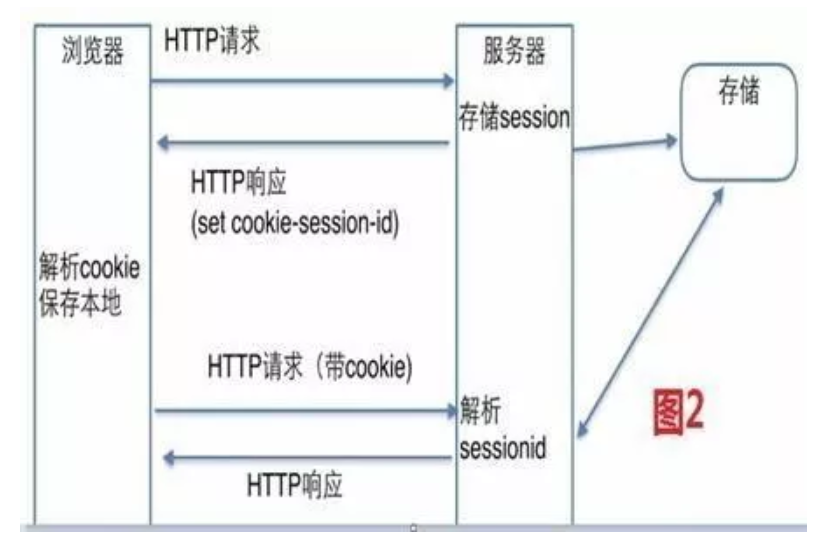 浏览器
HTTP请求
服务器
存储
存储session
HTTP响应
(set cookie-session-id)
解析cookie
保存本地
HTTP请求（带cookie)
解析
sessionid
图2
HTTP响应